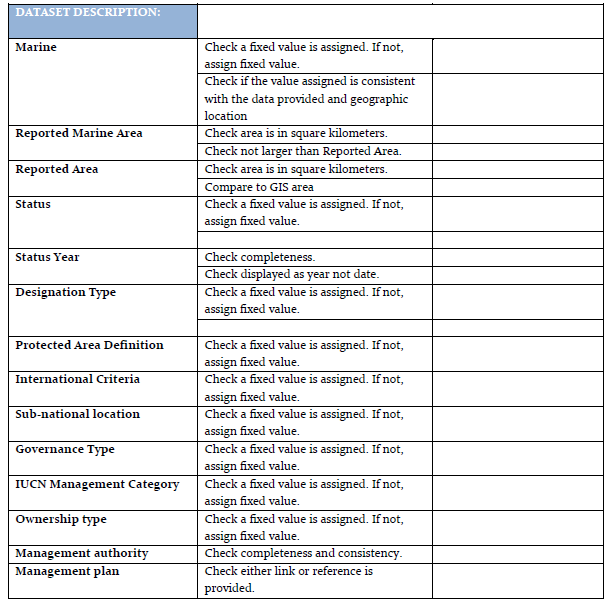 DATASET DESCRIPTION:
Marine
Check a fixed value is assigned. If not,
assign fixed value.
Check if the value assigned is consistent
with the data provided and geographic
location
Reported Marine Area
Check area is in square kilometers.
Check not larger than Reported Area.
Reported Area
Check area is in square kilometers.
Compare to GIS area
Status
Check a fixed value is assigned. If not,
assign fixed value.
Status Year
Check completeness.
Check displayed as year not date.
Designation Type
Check a fixed value is assigned. If not,
assign fixed value.
Protected Area Definition
Check a fixed value is assigned. If not,
assign fixed value.
International Criteria
Check a fixed value is assigned. If not,
assign fixed value.
Sub-national location
Check a fixed value is assigned. If not,
assign fixed value.
Governance Type
Check a fixed value is assigned. If not,
assign fixed value.
IUCN Management Category
Check a fixed value is assigned. If not,
assign fixed value.
Ownership type
Check a fixed value is assigned. If not,
assign fixed value.
Management authority
Check completeness and consistency.
Management plan
Check either link or reference is
provided.